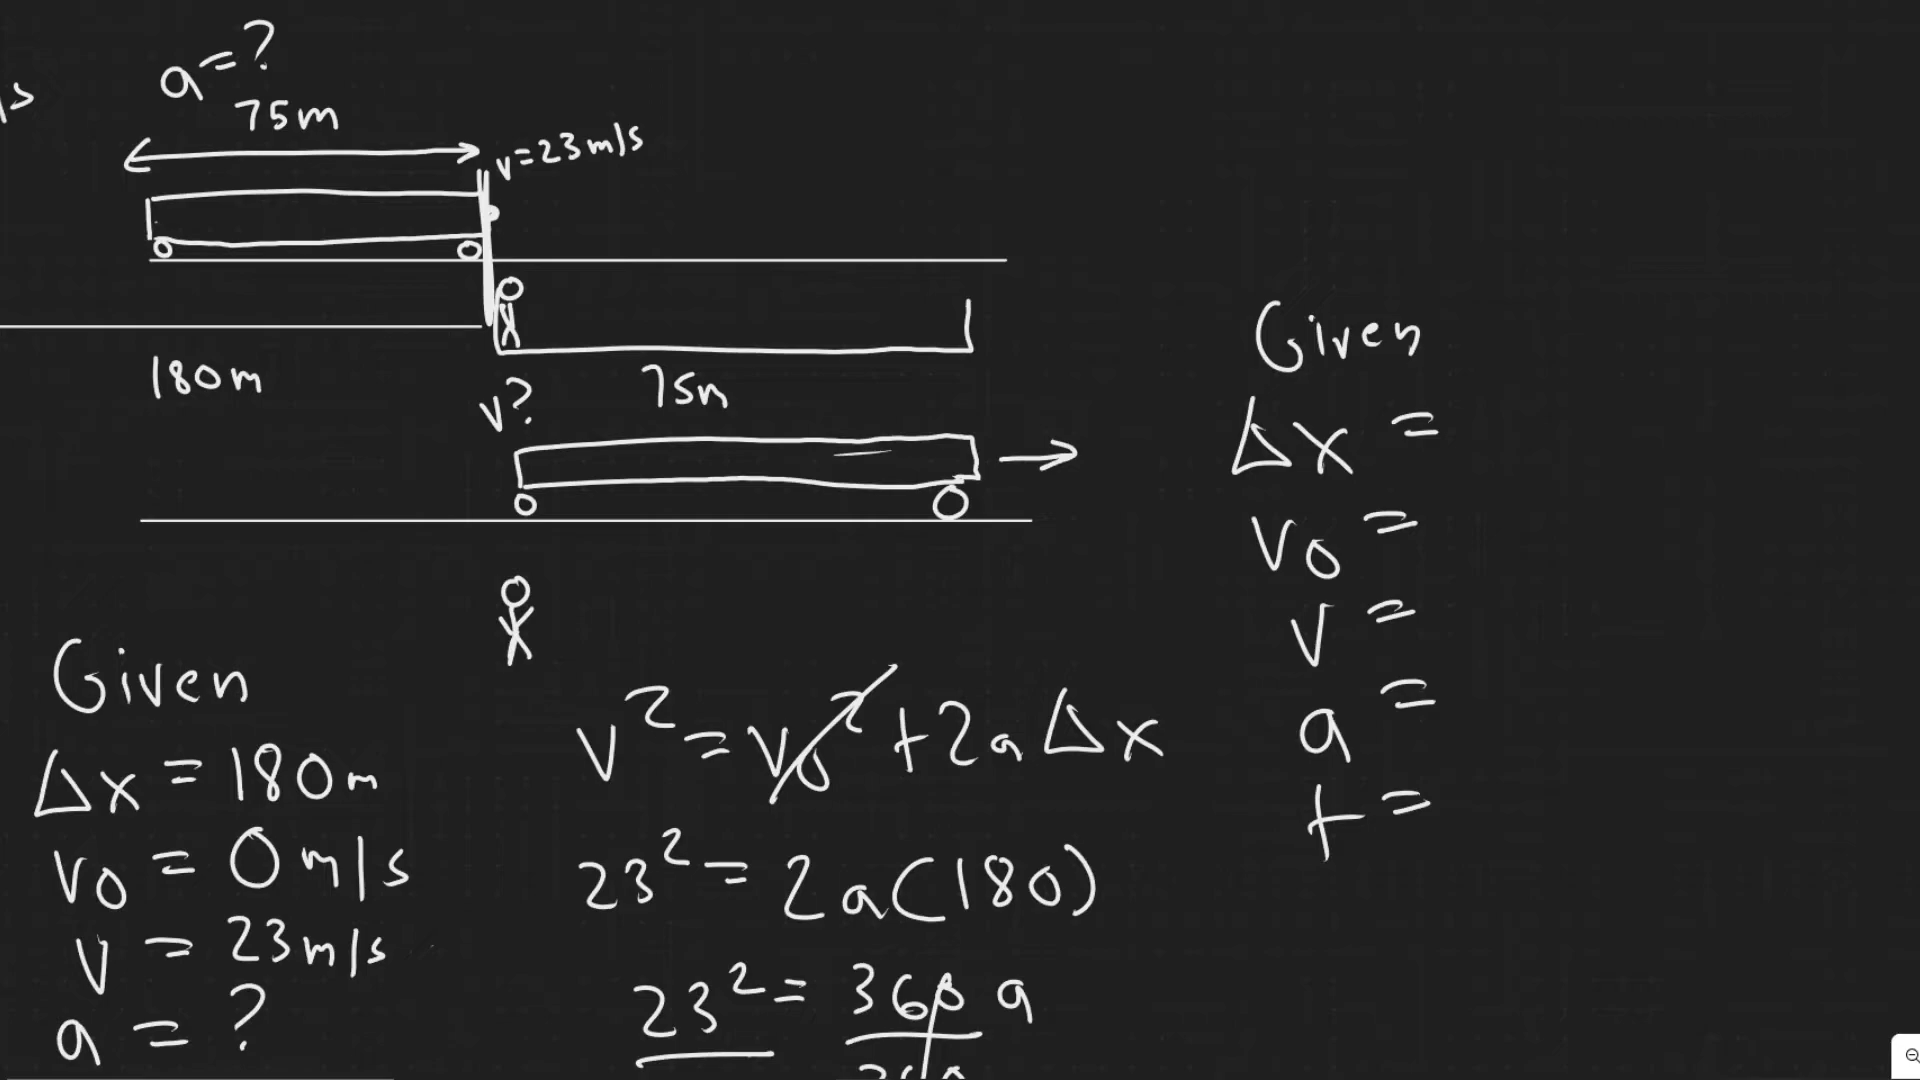 /s
a=?
75m
v=23m/s
180m
75m
v?
Given
Δx =
v0 =
v =
a =
t =
Given
Δx = 180m
v0 = 0m/s
v = 23m/s
a = ?
v²=v0²+2aΔx
23²=2a(180)
23²=360a